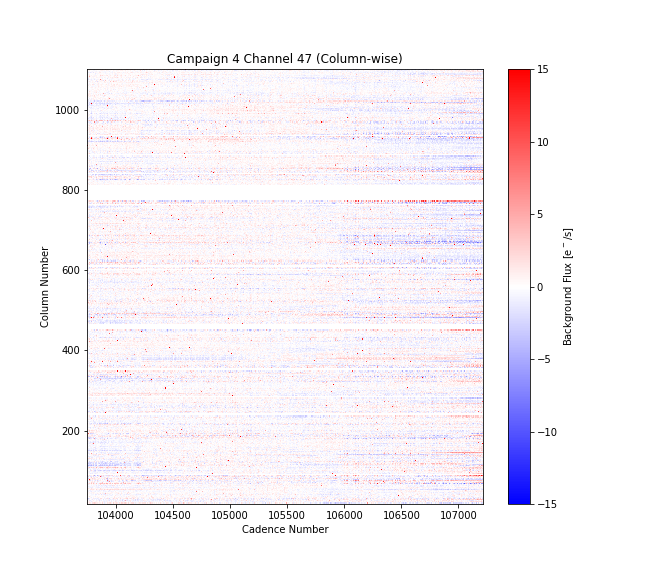 Campaign 4 Channel 47 (Column-wise)
Column Number
1000
800
600
400
200
104000 104500 105000 105500 106000 106500 107000
Cadence Number
15
10
5
0
−5
−10
−15
Background Flux [e⁻/s]